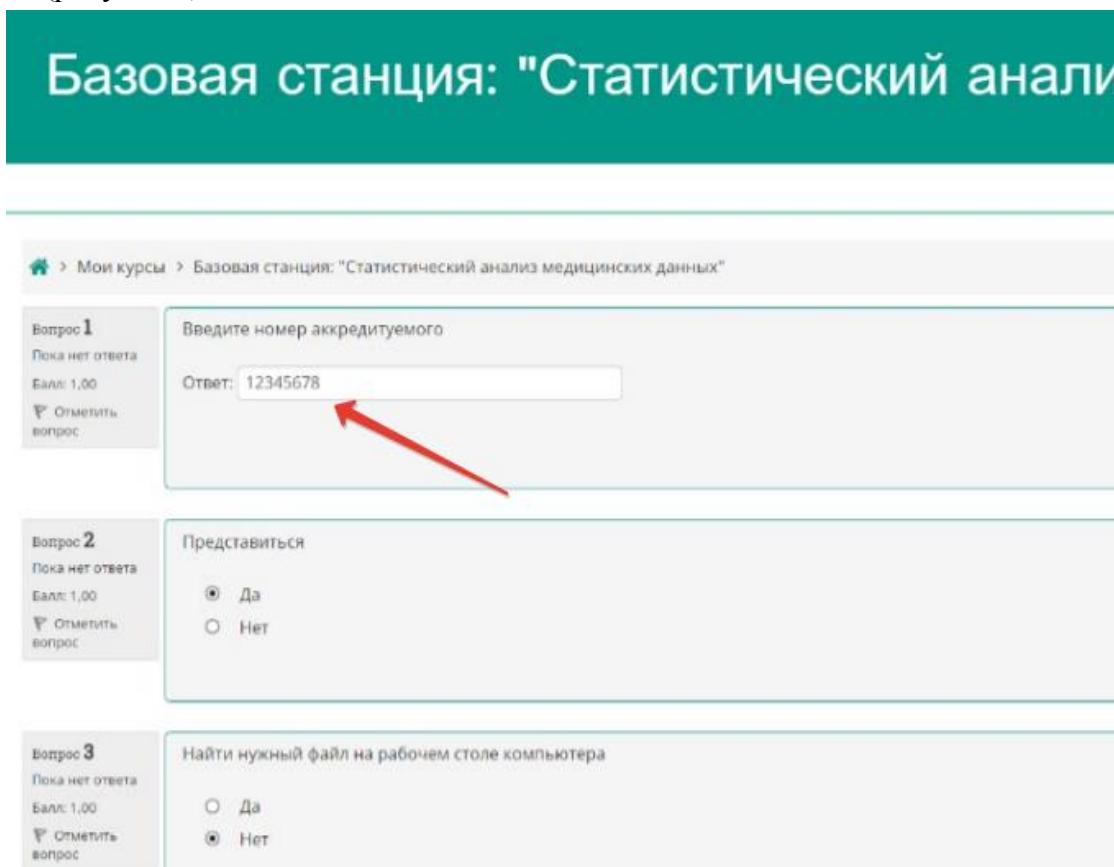 Базовая станция: "Статистический анали
Мои курсы > Базовая станция: "Статистический анализ медицинских данных"
Вопрос 1
Пока нет ответа
Балл: 1,00
Отметить
вопрос
Введите номер аккредитуемого
Ответ: 12345678
Вопрос 2
Пока нет ответа
Балл: 1,00
Отметить
вопрос
Представиться
Да
Нет
Вопрос 3
Пока нет ответа
Балл: 1,00
Отметить
вопрос
Найти нужный файл на рабочем столе компьютера
Да
Нет